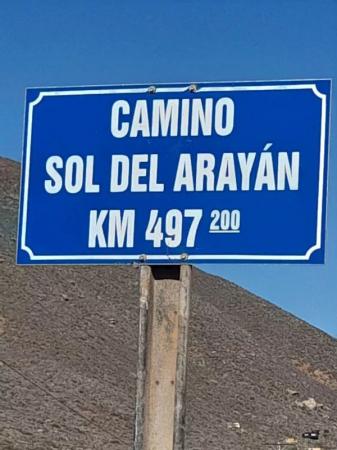 CAMINO
SOL DEL ARAYÁN
KM 497 200